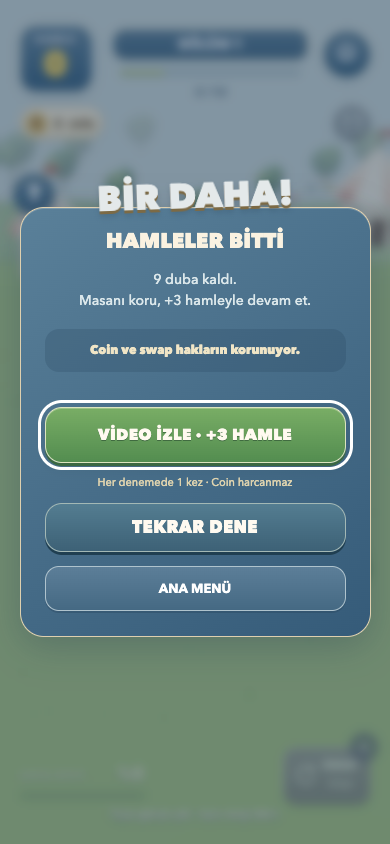 BİR DAHA!
HAMLELER BİTTİ
9 duba kaldı.
Masanı koru, +3 hamleyle devam et.
Coin ve swap hakların korunuyor.
VİDEO İZLE • +3 HAMLE
Her denemede 1 kez · Coin harcanmaz
TEKRAR DENE
ANA MENÜ